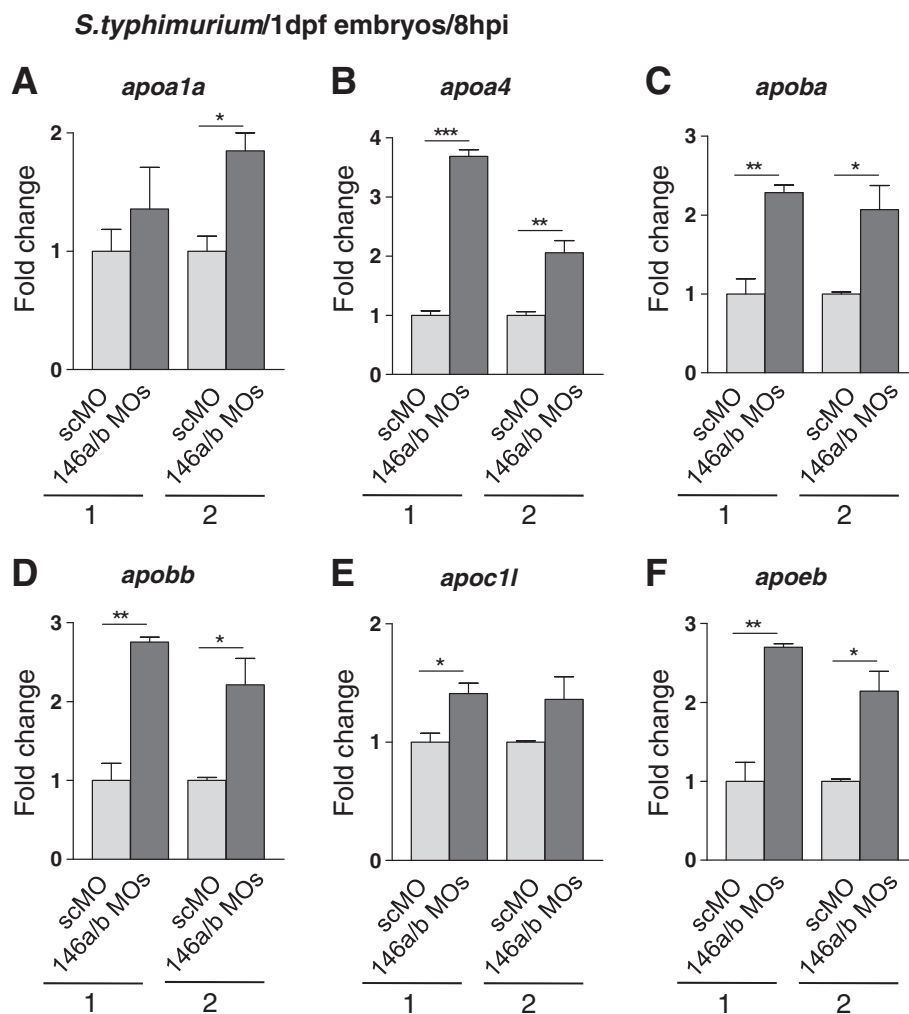 S.typhimurium/1dpf embryos/8hpi
A
apoa1a
Fold change
2
1
0
*
scMO
146a/b MOs
scMO
146a/b MOs
1
2
B
apoa4
Fold change
4
3
2
1
0
***
**
scMO
146a/b MOs
scMO
146a/b MOs
1
2
C
apoba
Fold change
3
2
1
0
**
*
scMO
146a/b MOs
scMO
146a/b MOs
1
2
D
apobb
Fold change
3
2
1
0
**
*
scMO
146a/b MOs
scMO
146a/b MOs
1
2
E
apoc1l
Fold change
2
1
0
*
scMO
146a/b MOs
scMO
146a/b MOs
1
2
F
apoeb
Fold change
3
2
1
0
**
*
scMO
146a/b MOs
scMO
146a/b MOs
1
2